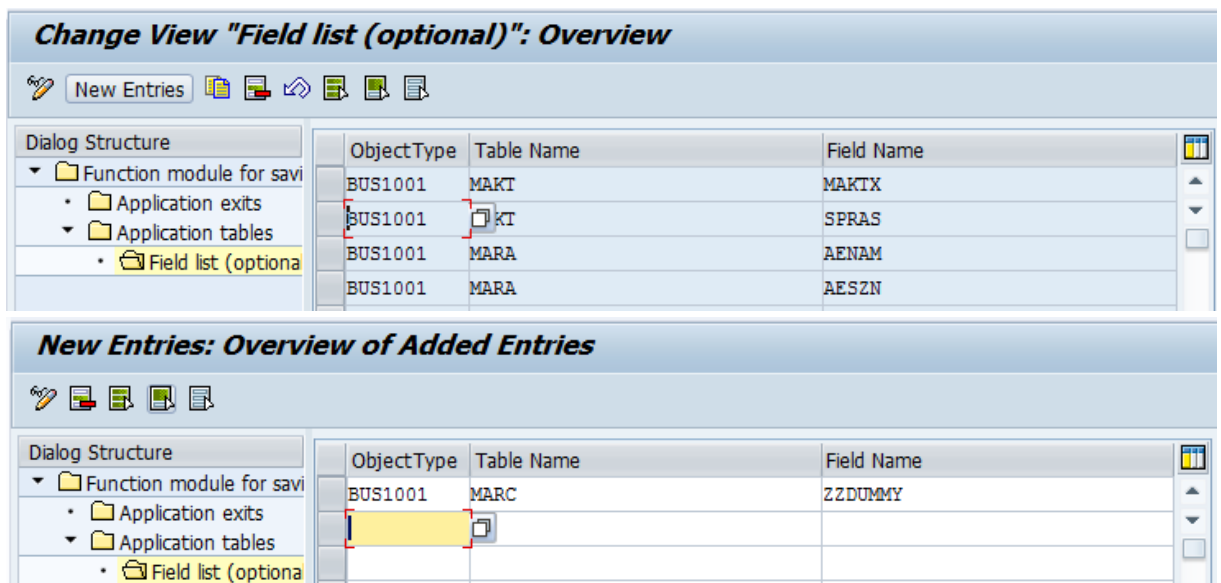 Change View "Field list (optional)": Overview
New Entries
Dialog Structure
Function module for savi
Application exits
Application tables
Field list (optiona
ObjectType Table Name Field Name
BUS1001 MAKT MAKTX
BUS1001 KT SPRAS
BUS1001 MARA AENAM
BUS1001 MARA AESZN
New Entries: Overview of Added Entries
Dialog Structure
Function module for savi
Application exits
Application tables
Field list (optiona
ObjectType Table Name Field Name
BUS1001 MARC ZZDUMMY